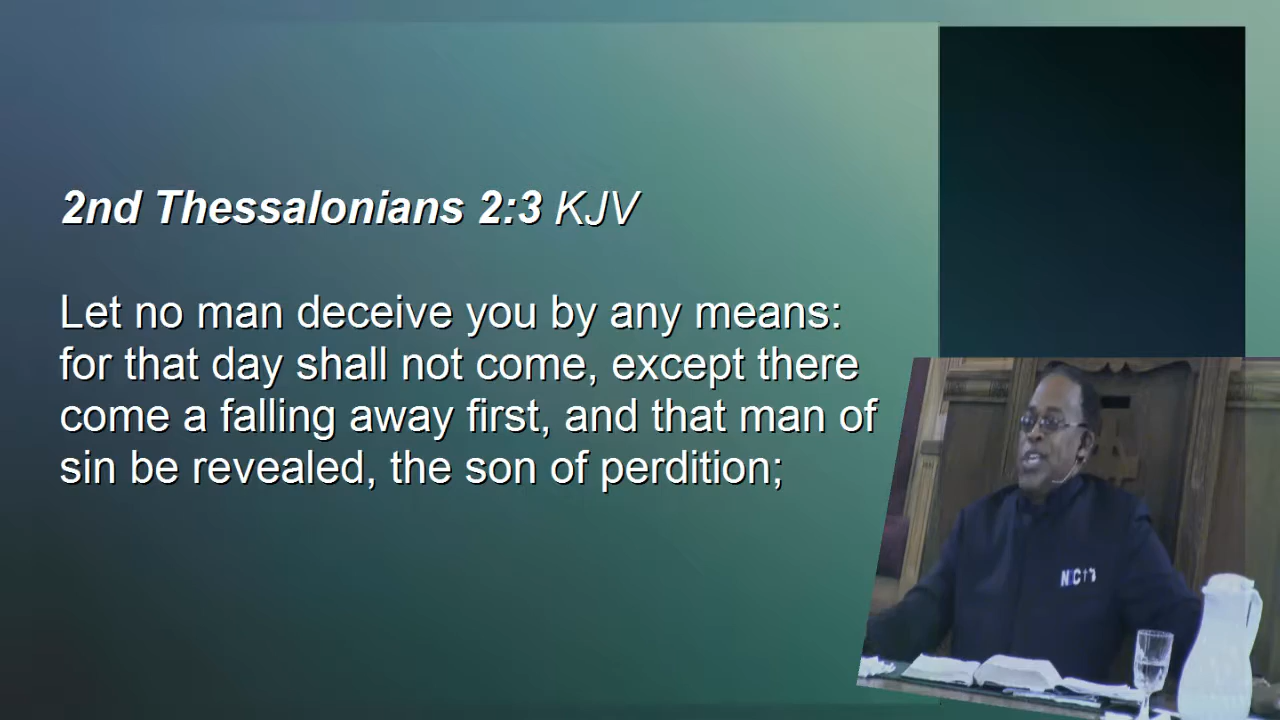 2nd Thessalonians 2:3 KJV
Let no man deceive you by any means:
for that day shall not come, except there
come a falling away first, and that man of
sin be revealed, the son of perdition;